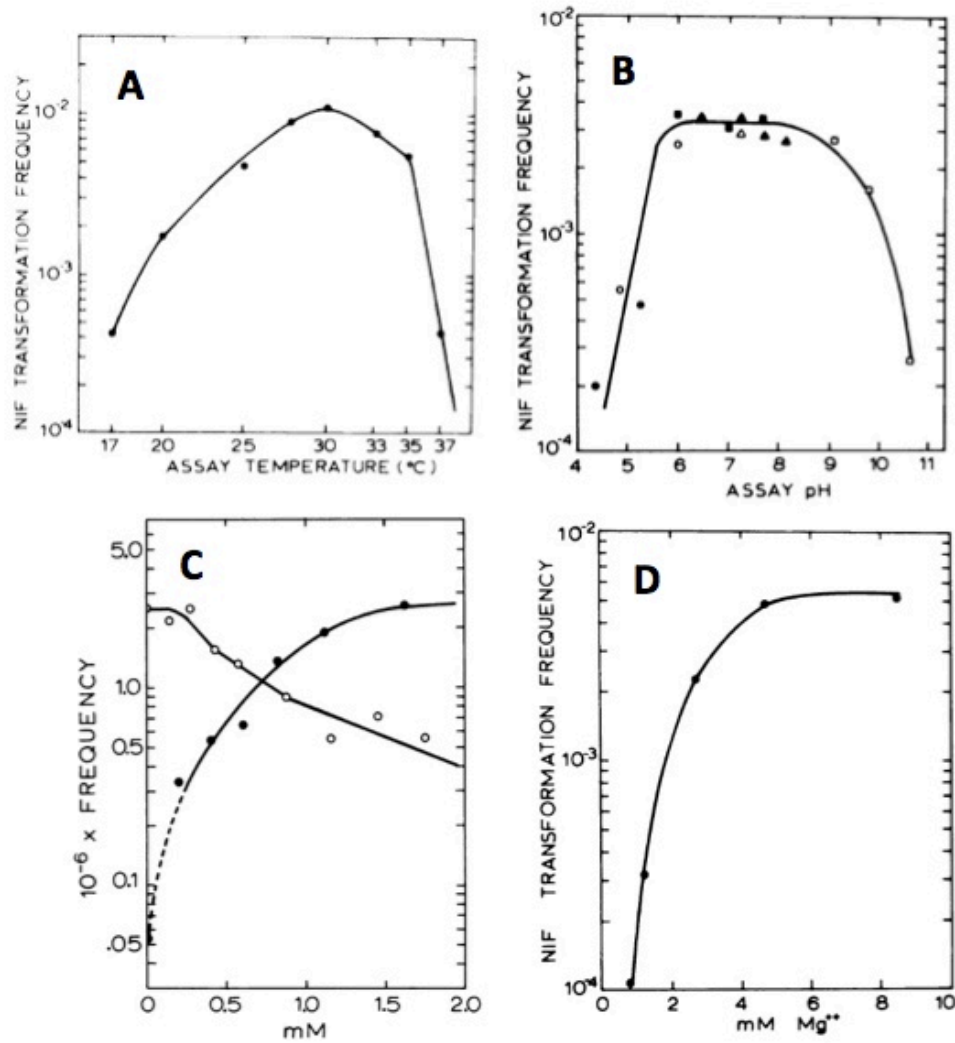 A
NIF TRANSFORMATION FREQUENCY
10-2
10-3
10-4
17 20 25 30 33 35 37
ASSAY TEMPERATURE (°C)
B
NIF TRANSFORMATION FREQUENCY
10-2
10-3
10-4
4 5 6 7 8 9 10 11
ASSAY pH
C
10-6 x FREQUENCY
5.0
1.0
0.5
0.1
.05
0 0.5 1.0 1.5 2.0
mM
D
NIF TRANSFORMATION FREQUENCY
10-2
10-3
10-4
0 2 4 6 8 10
mM Mg++